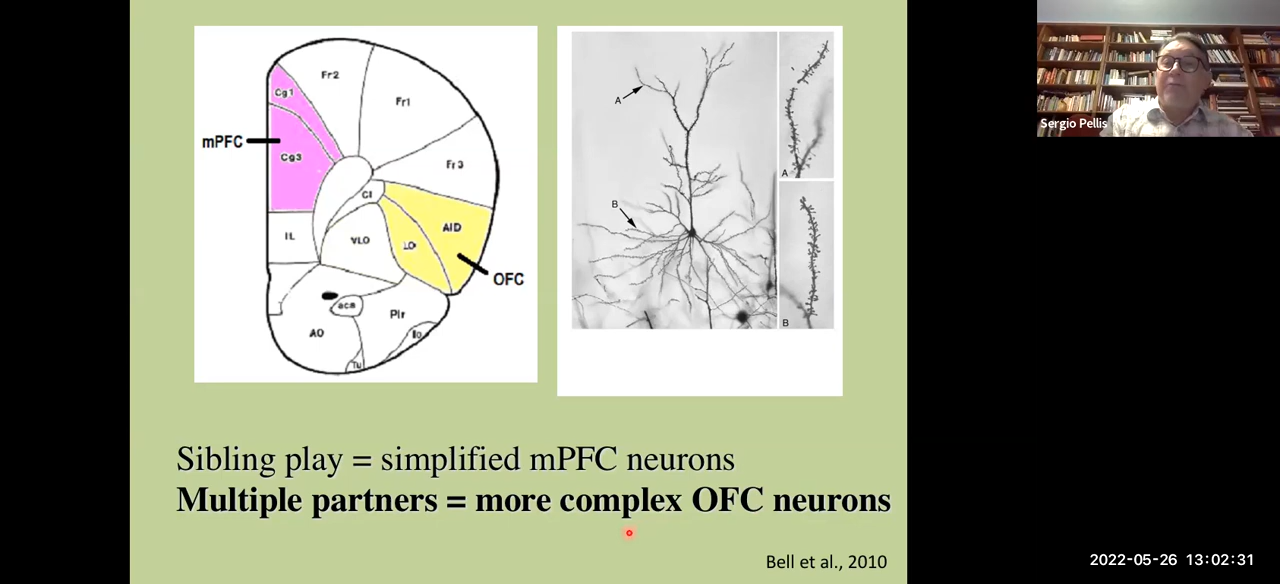 Cg1
Fr2
Fr1
mPFC
Cg3
Fr3
Cl
AID
IL
VLO
LO
OFC
aca
Pir
AO
Tu
A
B
A
B
Sergio Pellis
Sibling play = simplified mPFC neurons
Multiple partners = more complex OFC neurons
Bell et al., 2010
2022-05-26 13:02:31